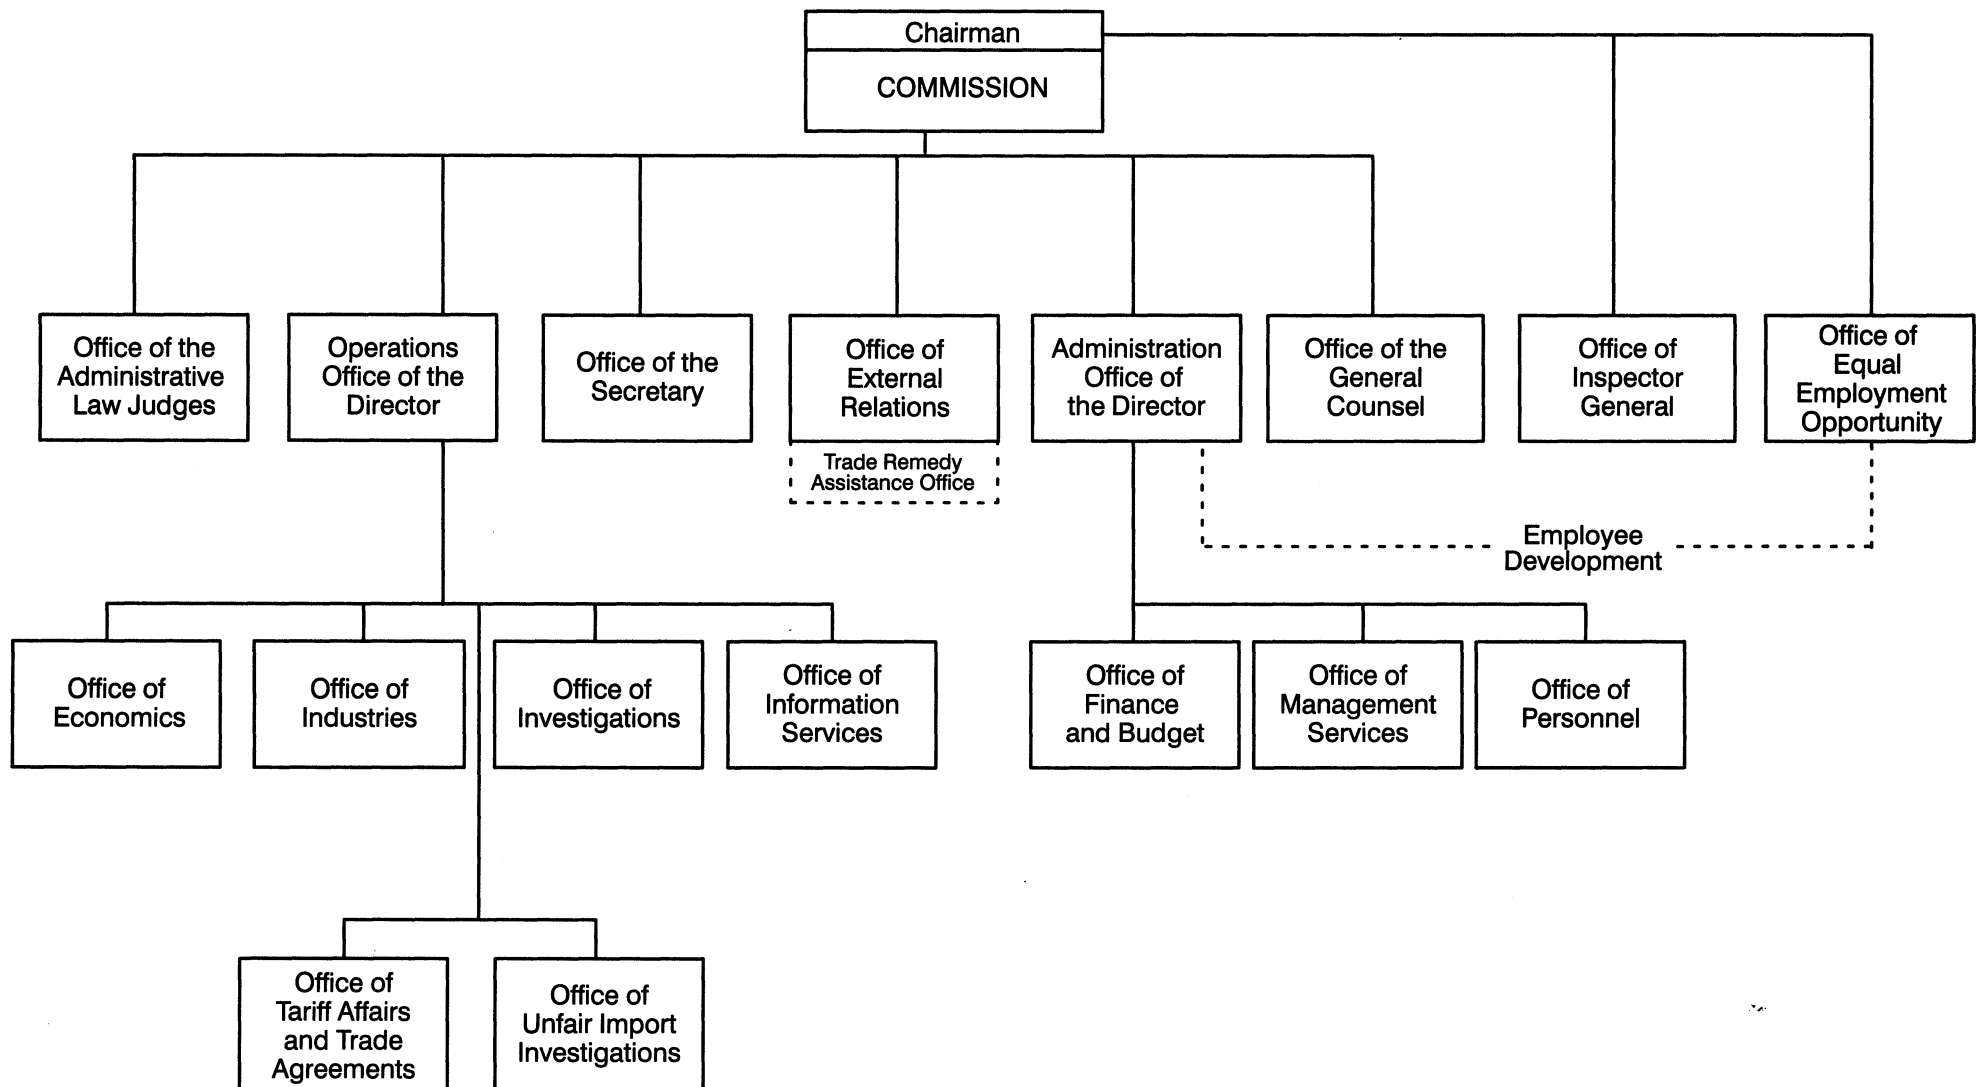 Chairman
COMMISSION
Office of the
Administrative
Law Judges
Operations
Office of the
Director
Office of the
Secretary
Office of
External
Relations
Trade Remedy
Assistance Office
Administration
Office of
the Director
Office of the
General
Counsel
Office of
Inspector
General
Office of
Equal
Employment
Opportunity
Employee
Development
Office of
Economics
Office of
Industries
Office of
Investigations
Office of
Information
Services
Office of
Finance
and Budget
Office of
Management
Services
Office of
Personnel
Office of
Tariff Affairs
and Trade
Agreements
Office of
Unfair Import
Investigations